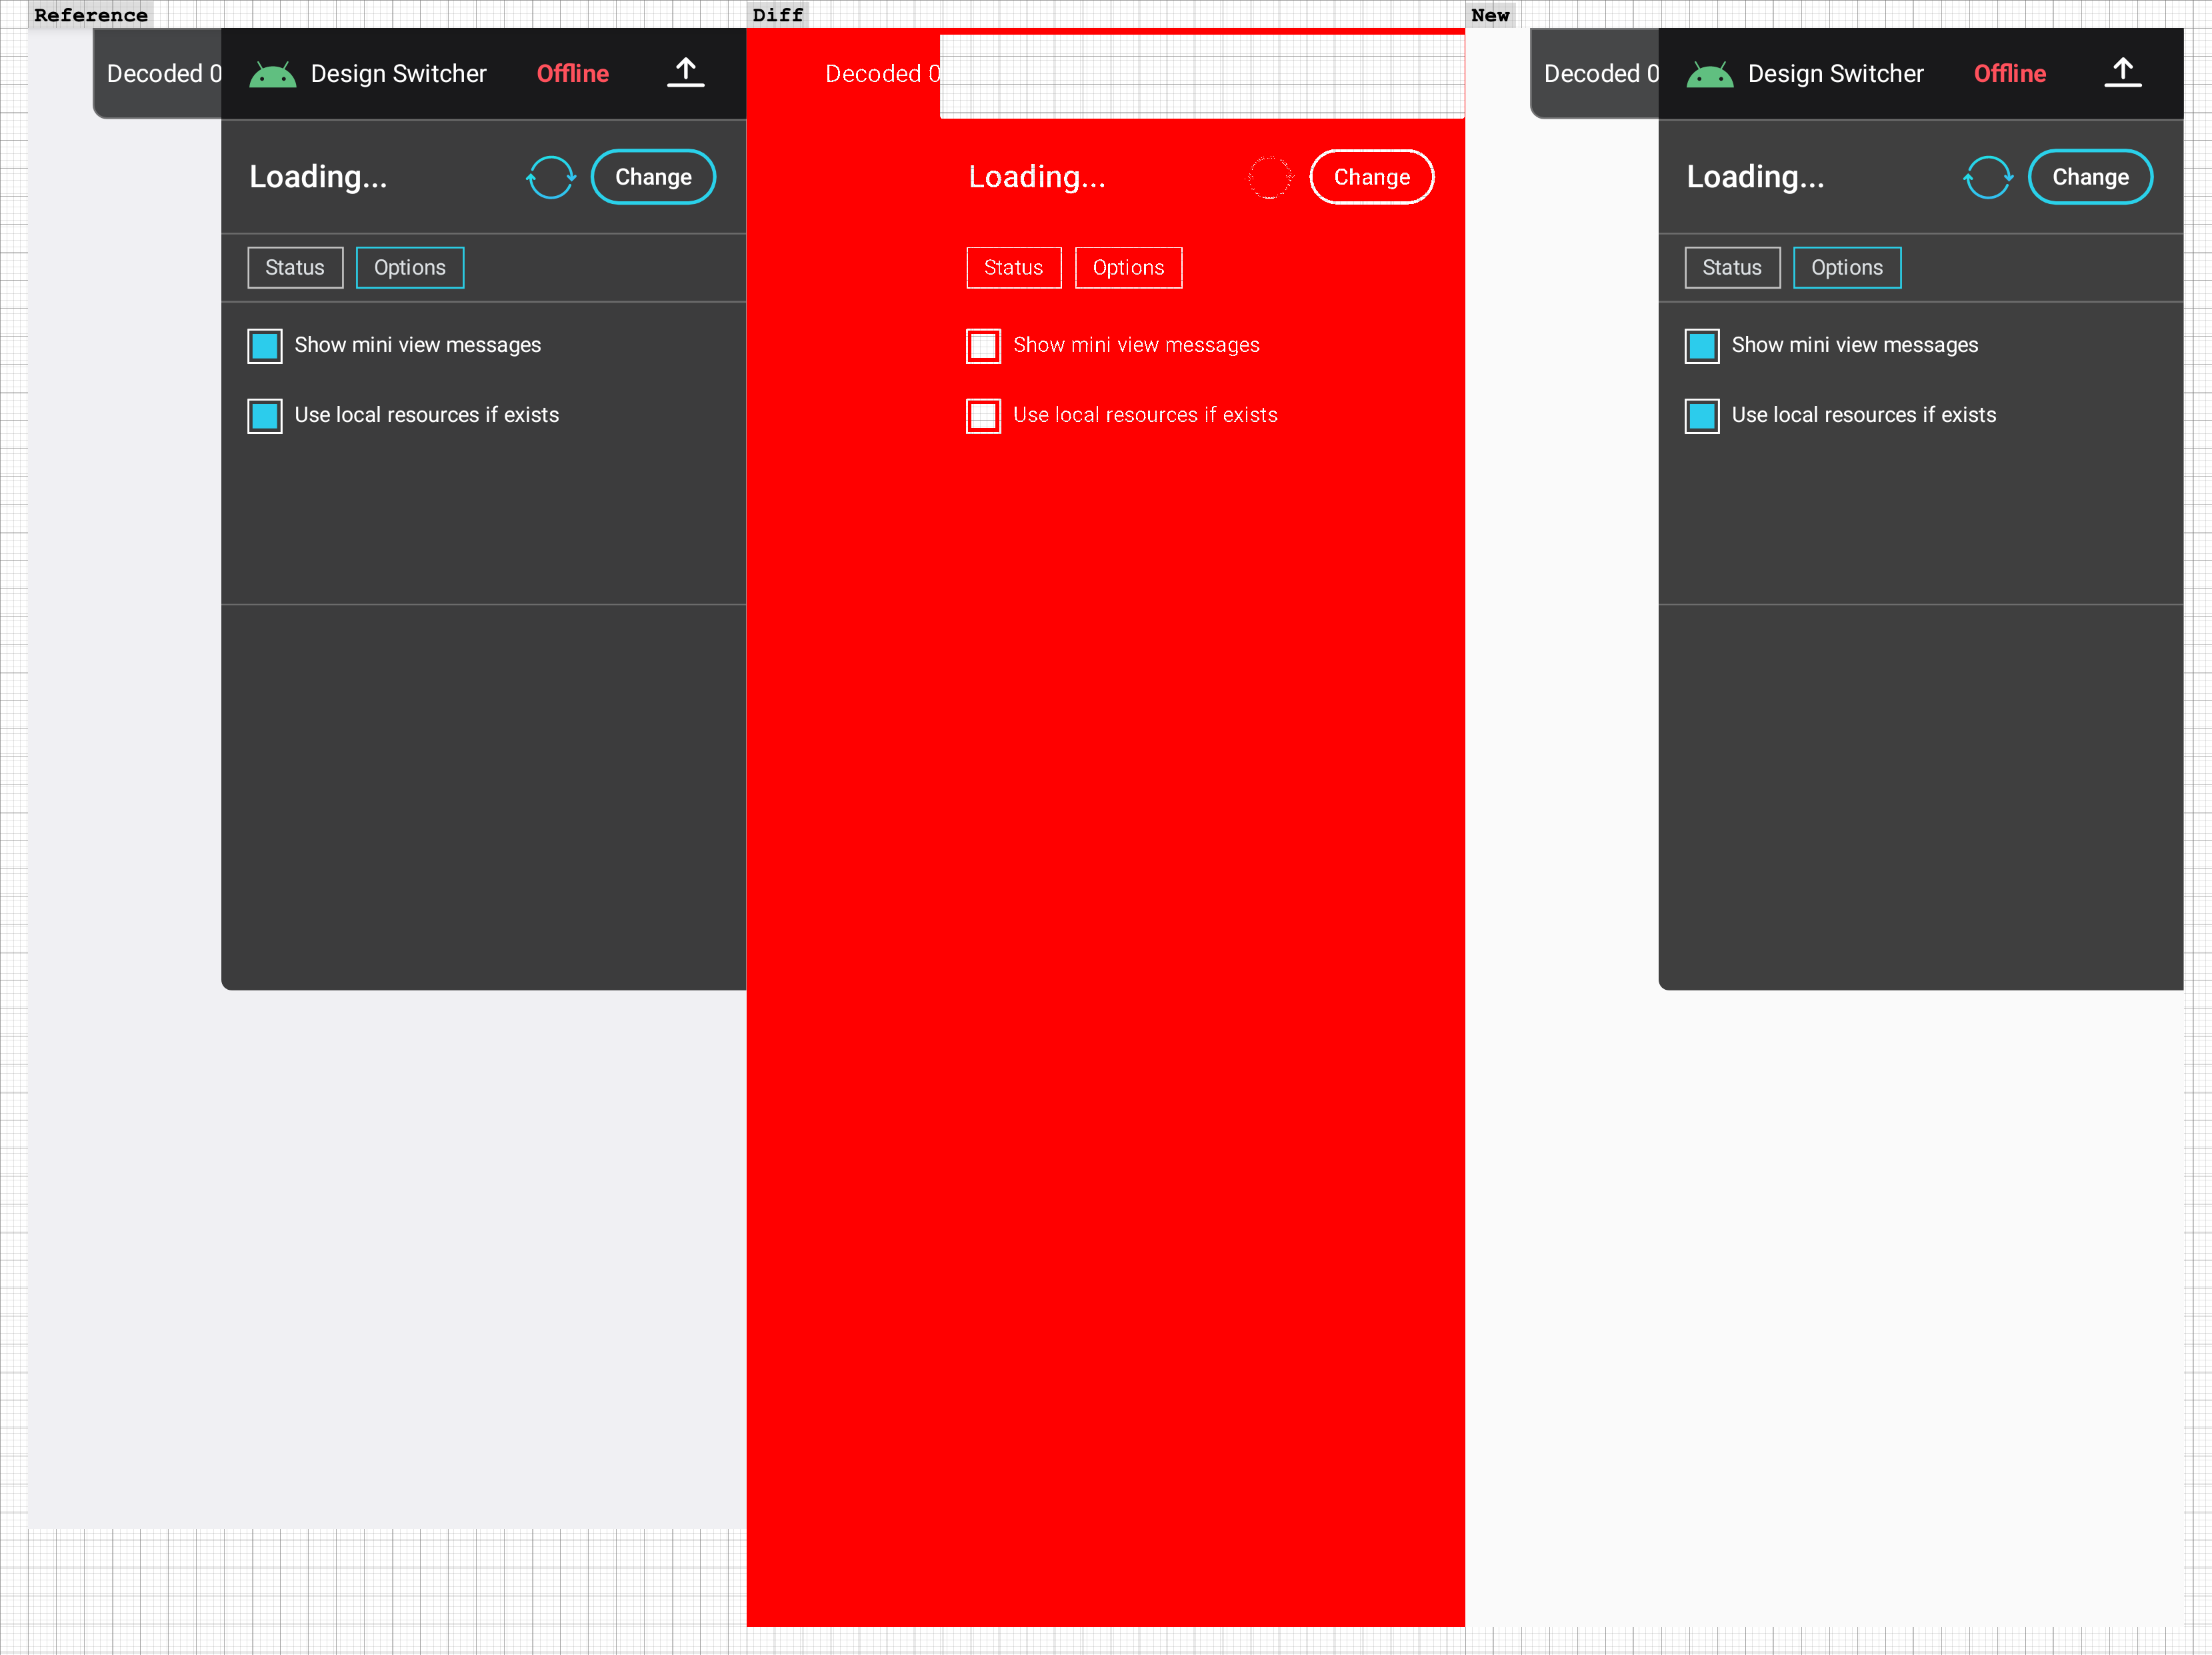 Reference
Decoded 0
Design Switcher
Offline
Loading...
Change
Status
Options
Show mini view messages
Use local resources if exists
Diff
Decoded 0
Loading...
Change
Status
Options
Show mini view messages
Use local resources if exists
New
Decoded 0
Design Switcher
Offline
Loading...
Change
Status
Options
Show mini view messages
Use local resources if exists